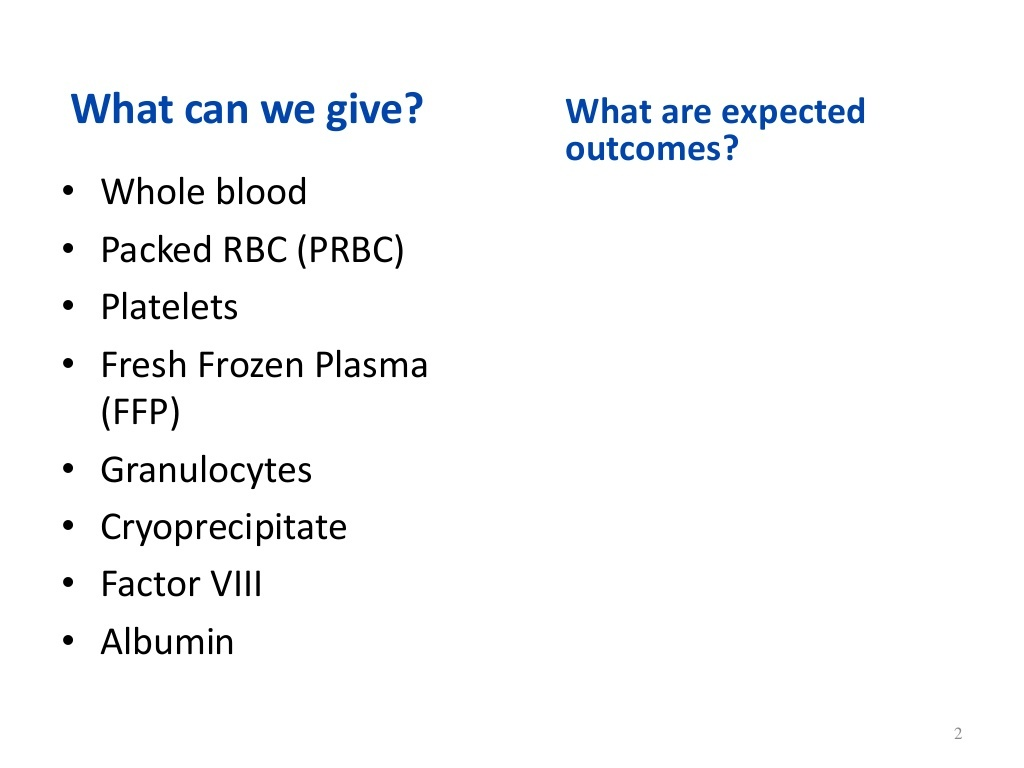 What can we give?
• Whole blood
• Packed RBC (PRBC)
• Platelets
• Fresh Frozen Plasma
(FFP)
• Granulocytes
• Cryoprecipitate
• Factor VIII
• Albumin
What are expected
outcomes?
2